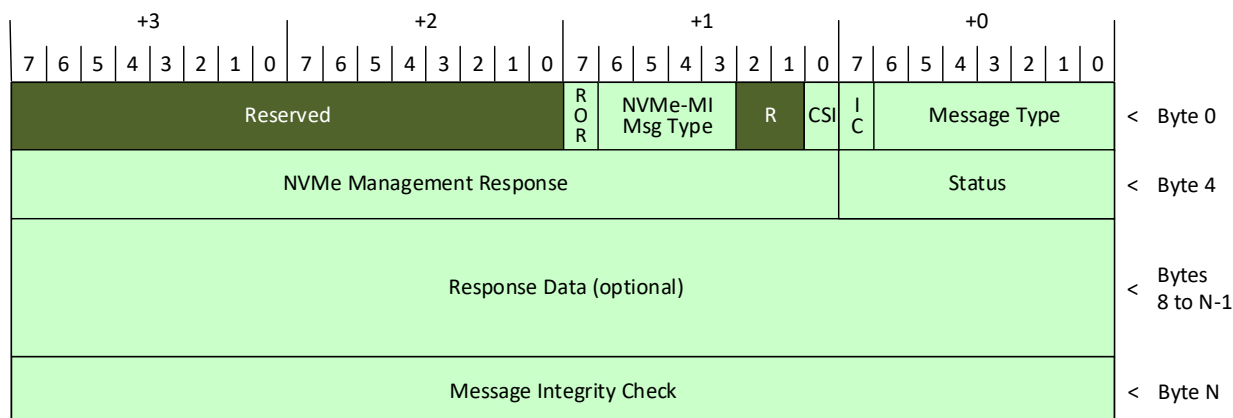 +3 +2 +1 +0
7 6 5 4 3 2 1 0 7 6 5 4 3 2 1 0 7 6 5 4 3 2 1 0 7 6 5 4 3 2 1 0
Reserved
R
O
R
NVMe-MI
Msg Type
R
CSI
I
C
Message Type
< Byte 0
NVMe Management Response
Status
< Byte 4
Response Data (optional)
< Bytes
8 to N-1
Message Integrity Check
< Byte N